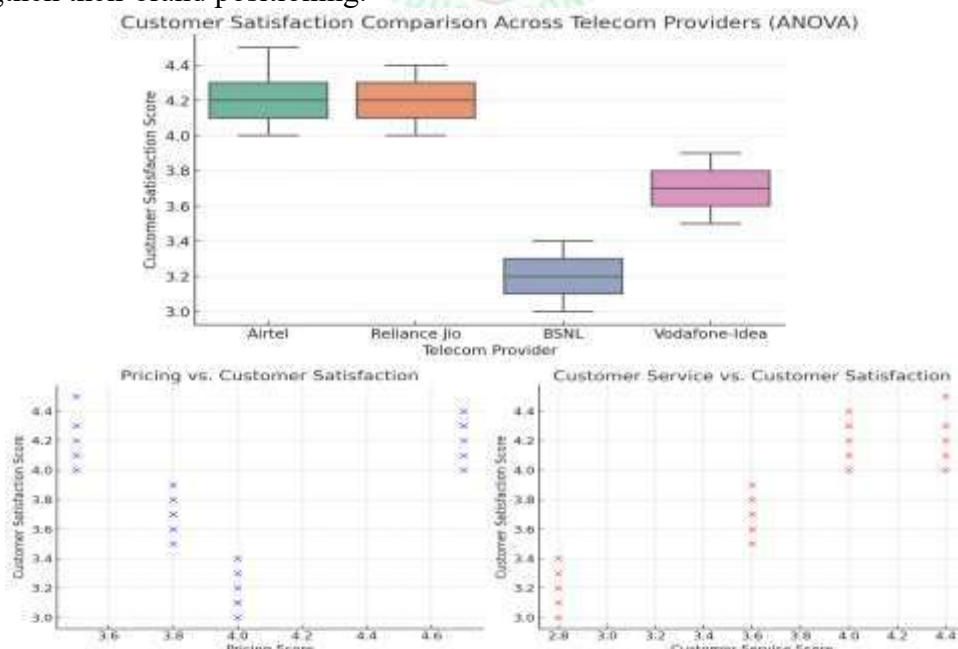 their brand positioning.
Customer Satisfaction Comparison Across Telecom Providers (ANOVA)
Customer Satisfaction Score
4.4
4.2
4.0
3.8
3.6
3.4
3.2
3.0
Airtel Reliance Jio BSNL Vodafone-Idea
Telecom Provider
Pricing vs. Customer Satisfaction
Customer Satisfaction Score
4.4
4.2
4.0
3.8
3.6
3.4
3.2
3.0
3.6 3.8 4.0 4.2 4.4 4.6
Pricing Score
Customer Service vs. Customer Satisfaction
Customer Satisfaction Score
4.4
4.2
4.0
3.8
3.6
3.4
3.2
3.0
2.8 3.0 3.2 3.4 3.6 3.8 4.0 4.2 4.4
Customer Service Score